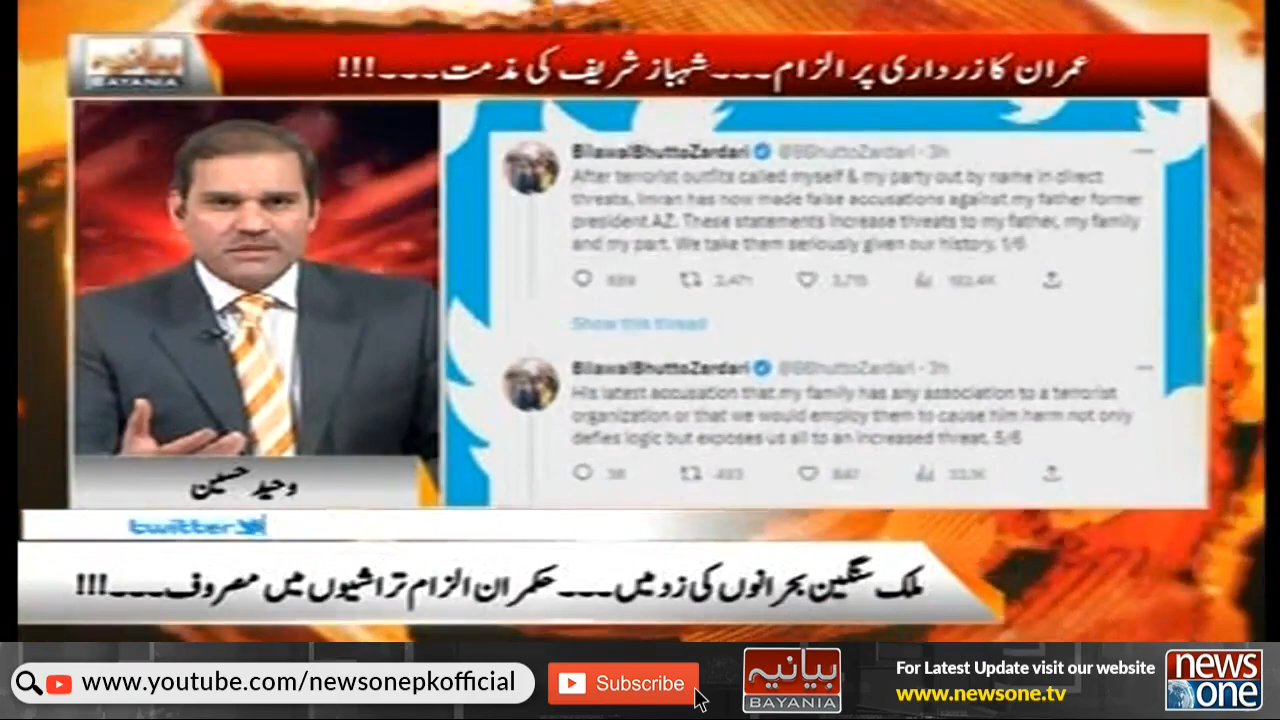 بیانیہ
BAYANIA
عمران کا زرداری پر الزام۔۔۔شہباز شریف کی مذمت۔۔۔!!!
BilawalBhuttoZardari @BBhuttoZardari · 3h
After terrorist outfits called myself & my party out by name in direct
threats, Imran has now made false accusations against my father former
president AZ. These statements increase threats to my father, my family
and my part. We take them seriously given our history. 1/6
3,471
Show this thread
BilawalBhuttoZardari @BBhuttoZardari · 3h
His latest accusation that my family has any association to a terrorist
organization or that we would employ them to cause him harm not only
defies logic but exposes us all to an increased threat. 5/6
وحید حسین
twitter
ملک سنگین بحرانوں کی زد میں۔۔۔حکمران الزام تراشیوں میں مصروف۔۔۔!!!
www.youtube.com/newsonepkofficial
Subscribe
بیانیہ
BAYANIA
For Latest Update visit our website
www.newsone.tv
news
one